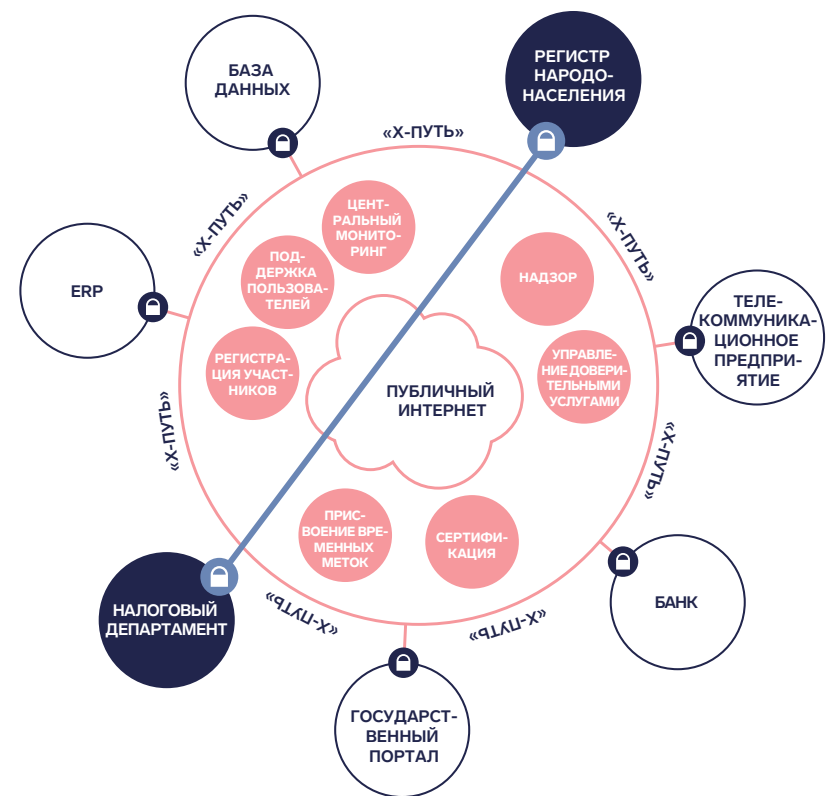 БАЗА
ДАННЫХ
РЕГИСТР
НАРОДО-
НАСЕЛЕНИЯ
«X-ПУТЬ»
«X-ПУТЬ»
«X-ПУТЬ»
ЦЕНТ-
РАЛЬНЫЙ
МОНИТО-
РИНГ
ПОД-
ДЕРЖКА
ПОЛЬЗОВА-
ТЕЛЕЙ
НАДЗОР
ERP
ТЕЛЕ-
КОММУНИКА-
ЦИОННОЕ
ПРЕДПРИ-
ЯТИЕ
РЕГИСТРА-
ЦИЯ УЧАСТ-
НИКОВ
УПРАВЛЕ-
НИЕ ДОВЕРИ-
ТЕЛЬНЫМИ
УСЛУГАМИ
ПУБЛИЧНЫЙ
ИНТЕРНЕТ
«X-ПУТЬ»
«X-ПУТЬ»
ПРИС-
ВОЕНИЕ ВРЕ-
МЕННЫХ
МЕТОК
СЕРТИФИ-
КАЦИЯ
НАЛОГОВЫЙ
ДЕПАРТАМЕНТ
БАНК
«X-ПУТЬ»
«X-ПУТЬ»
ГОСУДАРСТ-
ВЕННЫЙ
ПОРТАЛ